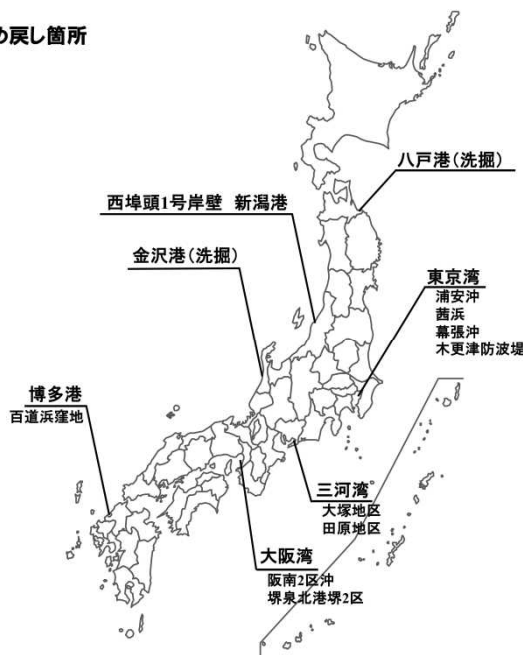 め戻し箇所
八戸港(洗掘)
西埠頭1号岸壁 新潟港
金沢港(洗掘)
東京湾
浦安沖
茜浜
幕張沖
木更津防波堤
博多港
百道浜窪地
三河湾
大塚地区
田原地区
大阪湾
阪南2区沖
堺泉北港堺2区